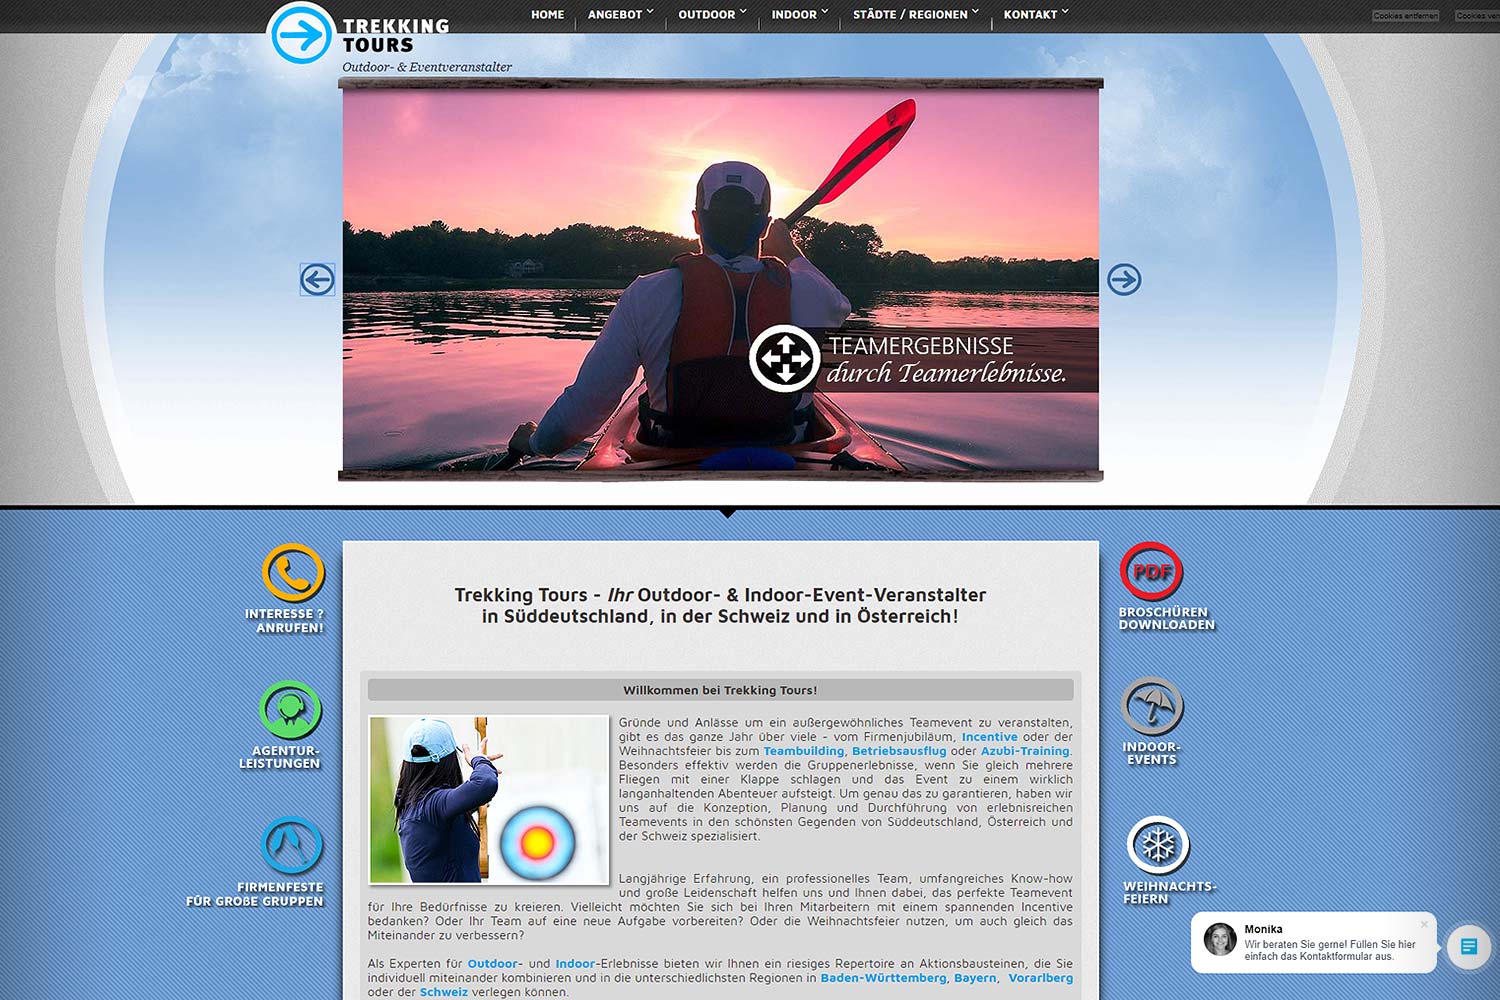 HOME
ANGEBOT
OUTDOOR
INDOOR
STÄDTE / REGIONEN
KONTAKT
Cookies entfernen
Cookies
TREKKING
TOURS
Outdoor- & Eventveranstalter
TEAMERGEBNISSE
durch Teamerlebnisse.
INTERESSE ?
ANRUFEN!
AGENTUR-
LEISTUNGEN
FIRMENFESTE
FÜR GROßE GRUPPEN
Trekking Tours - Ihr Outdoor- & Indoor-Event-Veranstalter
in Süddeutschland, in der Schweiz und in Österreich!
Willkommen bei Trekking Tours!
Gründe und Anlässe um ein außergewöhnliches Teamevent zu veranstalten,
gibt es das ganze Jahr über viele - vom Firmenjubiläum, Incentive oder der
Weihnachtsfeier bis zum Teambuilding, Betriebsausflug oder Azubi-Training.
Besonders effektiv werden die Gruppenerlebnisse, wenn Sie gleich mehrere
Fliegen mit einer Klappe schlagen und das Event zu einem wirklich
langanhaltenden Abenteuer aufsteigt. Um genau das zu garantieren, haben wir
uns auf die Konzeption, Planung und Durchführung von erlebnisreichen
Teamevents in den schönsten Gegenden von Süddeutschland, Österreich und
der Schweiz spezialisiert.
Langjährige Erfahrung, ein professionelles Team, umfangreiches Know-how
und große Leidenschaft helfen uns und Ihnen dabei, das perfekte Teamevent
für Ihre Bedürfnisse zu kreieren. Vielleicht möchten Sie sich bei Ihren Mitarbeitern mit einem spannenden Incentive
bedanken? Oder Ihr Team auf eine neue Aufgabe vorbereiten? Oder die Weihnachtsfeier nutzen, um auch gleich das
Miteinander zu verbessern?
Als Experten für Outdoor- und Indoor-Erlebnisse bieten wir Ihnen ein riesiges Repertoire an Aktionsbausteinen, die Sie
individuell miteinander kombinieren und in die unterschiedlichsten Regionen in Baden-Württemberg, Bayern, Vorarlberg
oder der Schweiz verlegen können.
PDF
BROSCHÜREN
DOWNLOADEN
INDOOR-
EVENTS
WEIHNACHTS-
FEIERN
Monika
Wir beraten Sie gerne! Füllen Sie hier
einfach das Kontaktformular aus.